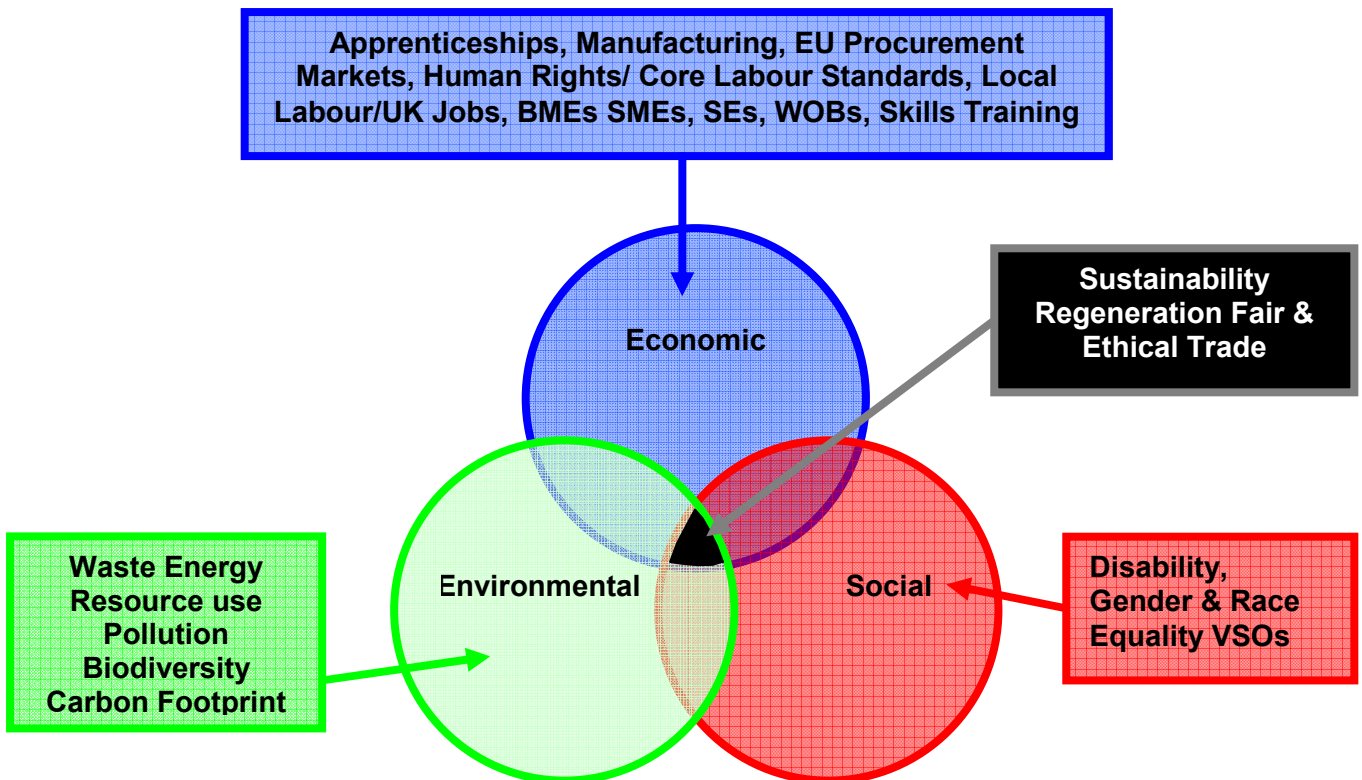 Apprenticeships, Manufacturing, EU Procurement
Markets, Human Rights/ Core Labour Standards, Local
Labour/UK Jobs, BMEs SMEs, SEs, WOBs, Skills Training
Sustainability
Regeneration Fair &
Ethical Trade
Economic
Environmental
Social
Waste Energy
Resource use
Pollution
Biodiversity
Carbon Footprint
Disability,
Gender & Race
Equality VSOs